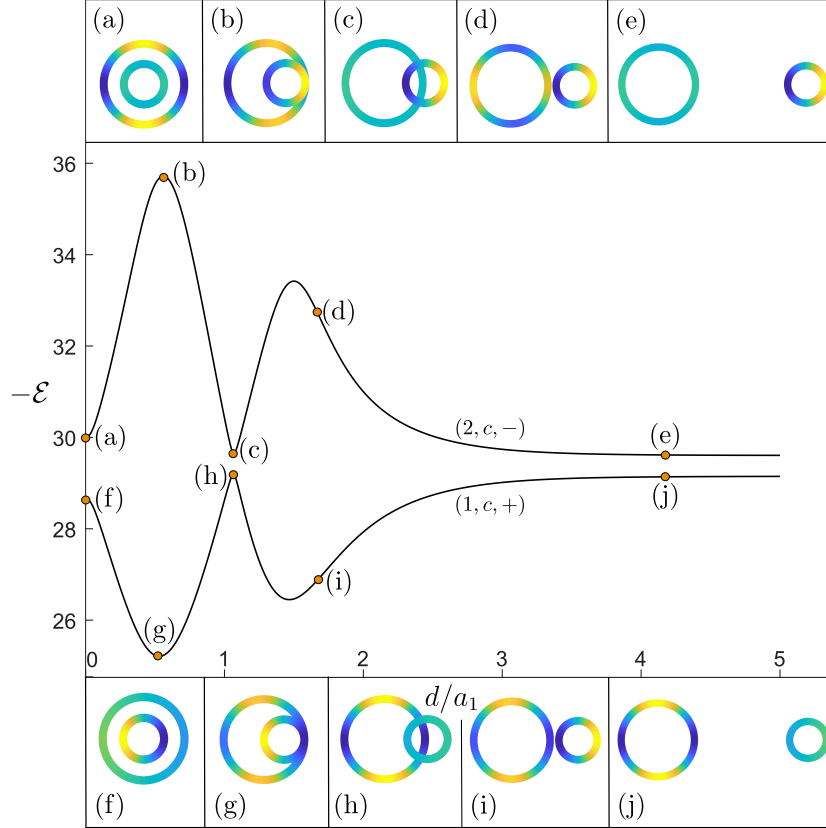 (a) (b) (c) (d) (e)
36
(b)
34
(d)
32
−ℰ
30
(a)
(c)
(2, c, −)
(e)
(h)
(f)
(j)
(1, c, +)
28
(i)
26
(g)
0 1 2 3 4 5
d/a₁
(f) (g) (h) (i) (j)